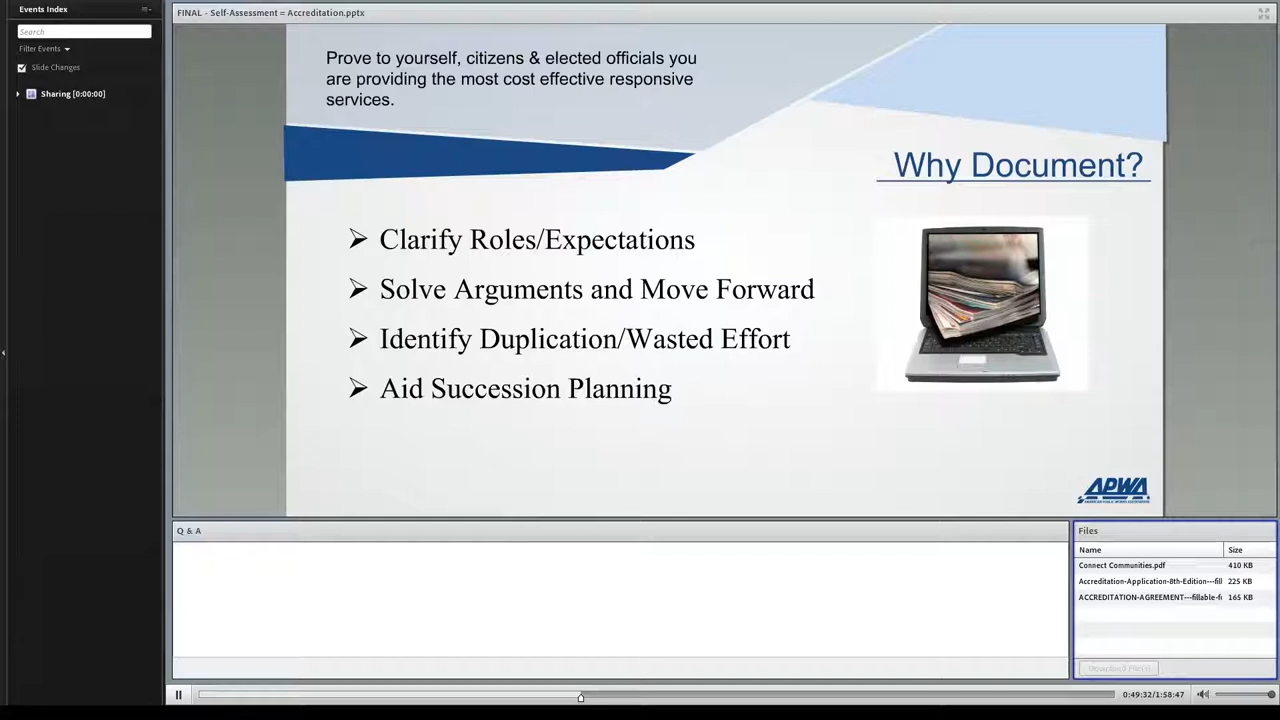 Events Index
Search
Filter Events
Slide Changes
Sharing [0:00:00]
FINAL - Self-Assessment = Accreditation.pptx
Prove to yourself, citizens & elected officials you
are providing the most cost effective responsive
services.
Why Document?
Clarify Roles/Expectations
Solve Arguments and Move Forward
Identify Duplication/Wasted Effort
Aid Succession Planning
APWA
Q & A
Files
Name Size
Connect Communities.pdf 410 KB
Accreditation-Application-8th-Edition---fill 225 KB
ACCREDITATION-AGREEMENT---fillable-f 165 KB
0:49:32/1:58:47